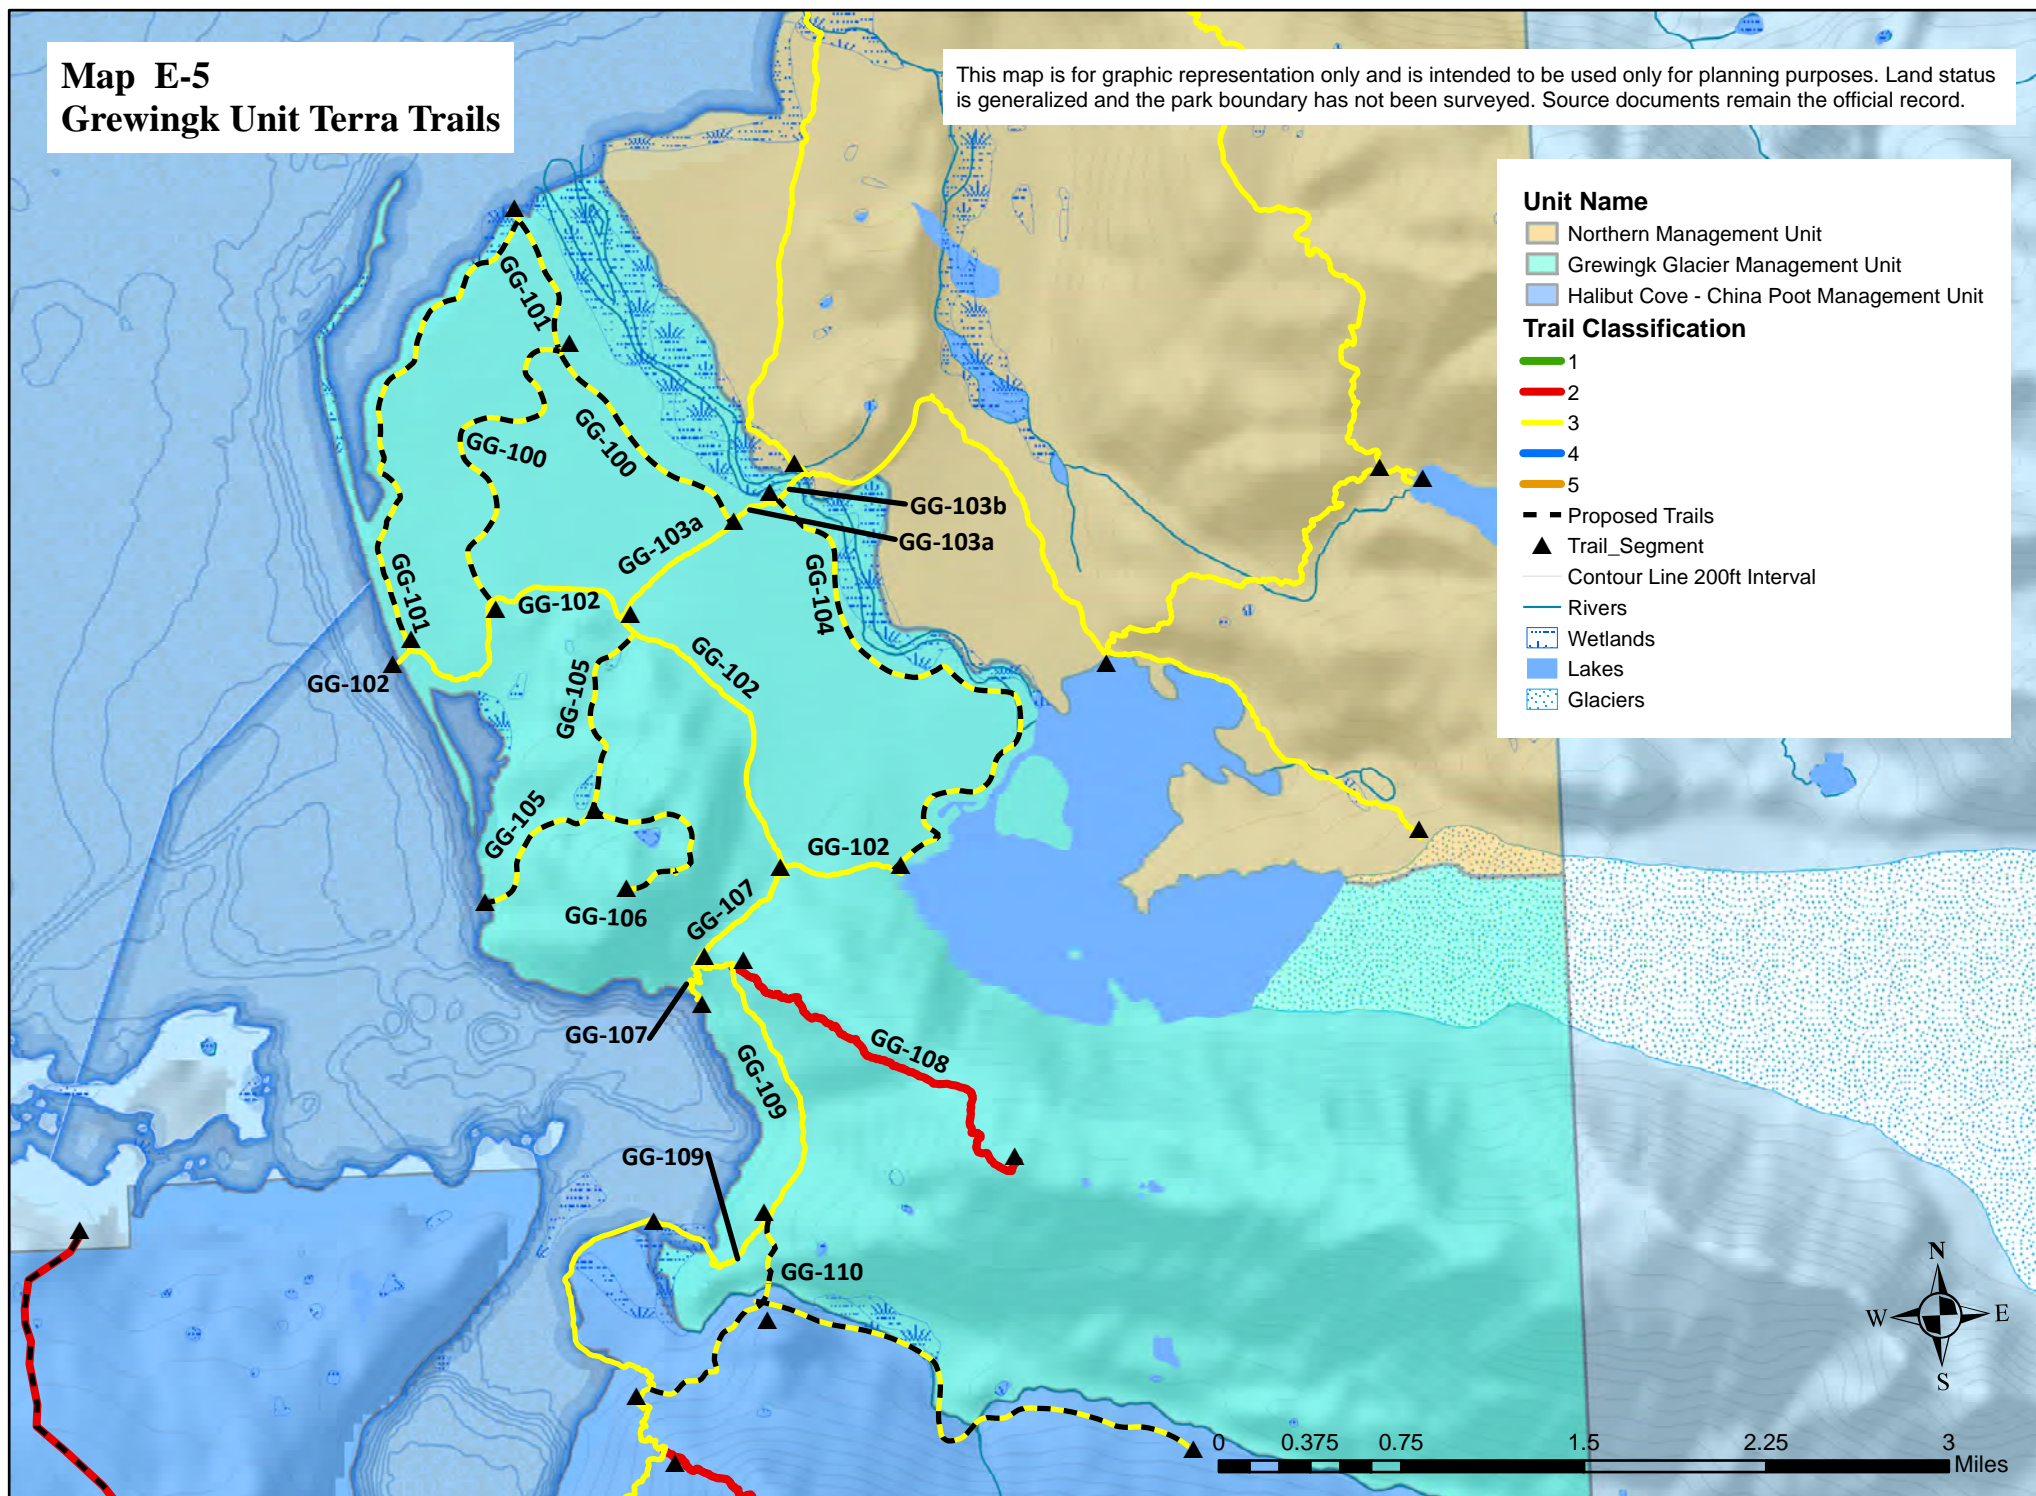 Map E-5
Grewingk Unit Terra Trails
This map is for graphic representation only and is intended to be used only for planning purposes. Land status
is generalized and the park boundary has not been surveyed. Source documents remain the official record.
Unit Name
Northern Management Unit
Grewingk Glacier Management Unit
Halibut Cove - China Poot Management Unit
Trail Classification
1
2
3
4
5
Proposed Trails
Trail_Segment
Contour Line 200ft Interval
Rivers
Wetlands
Lakes
Glaciers
GG-101
GG-100
GG-100
GG-103b
GG-103a
GG-103a
GG-101
GG-102
GG-104
GG-102
GG-102
GG-105
GG-105
GG-102
GG-106
GG-107
GG-107
GG-108
GG-109
GG-109
GG-110
N
W
E
S
0
0.375
0.75
1.5
2.25
3
Miles